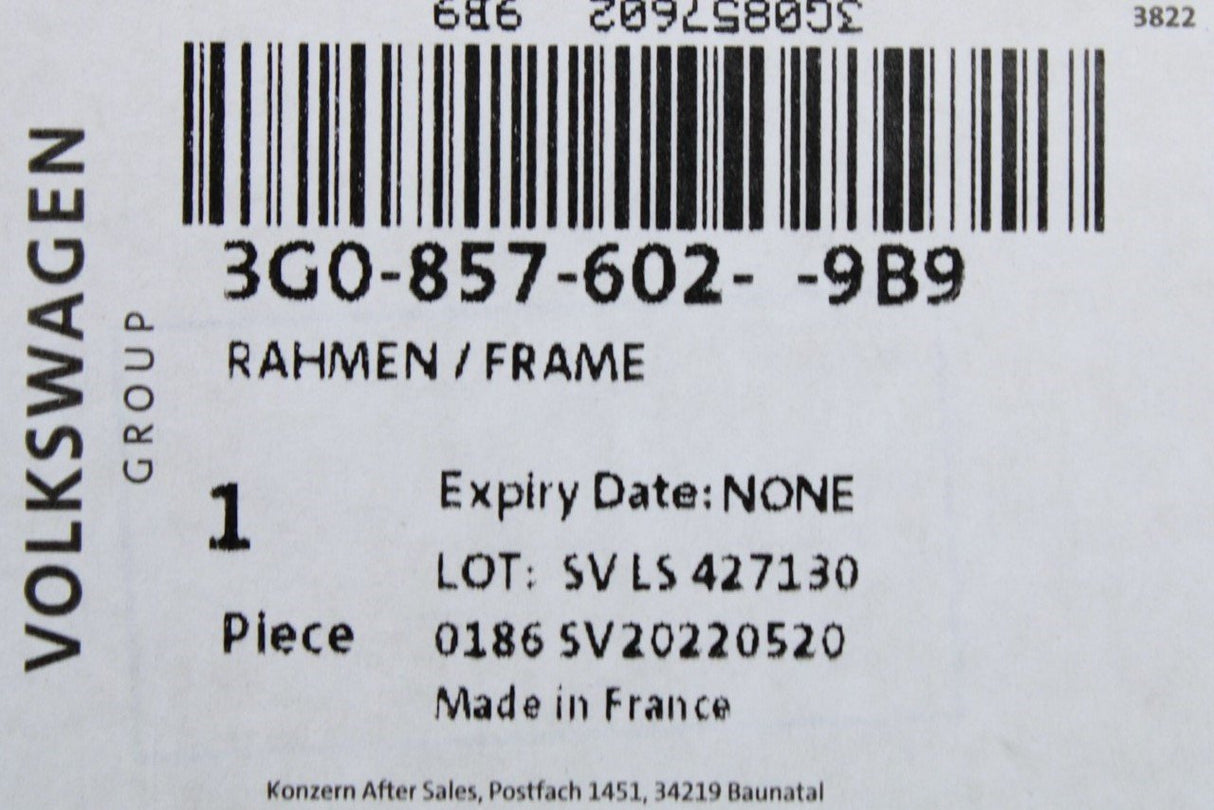 3G0857602 9B9
3822
3G0-857-602- -9B9
RAHMEN / FRAME
VOLKSWAGEN
GROUP
1
Piece
Expiry Date: NONE
LOT: SV LS 427130
0186 SV20220520
Made in France
Konzern After Sales, Postfach 1451, 34219 Baunatal